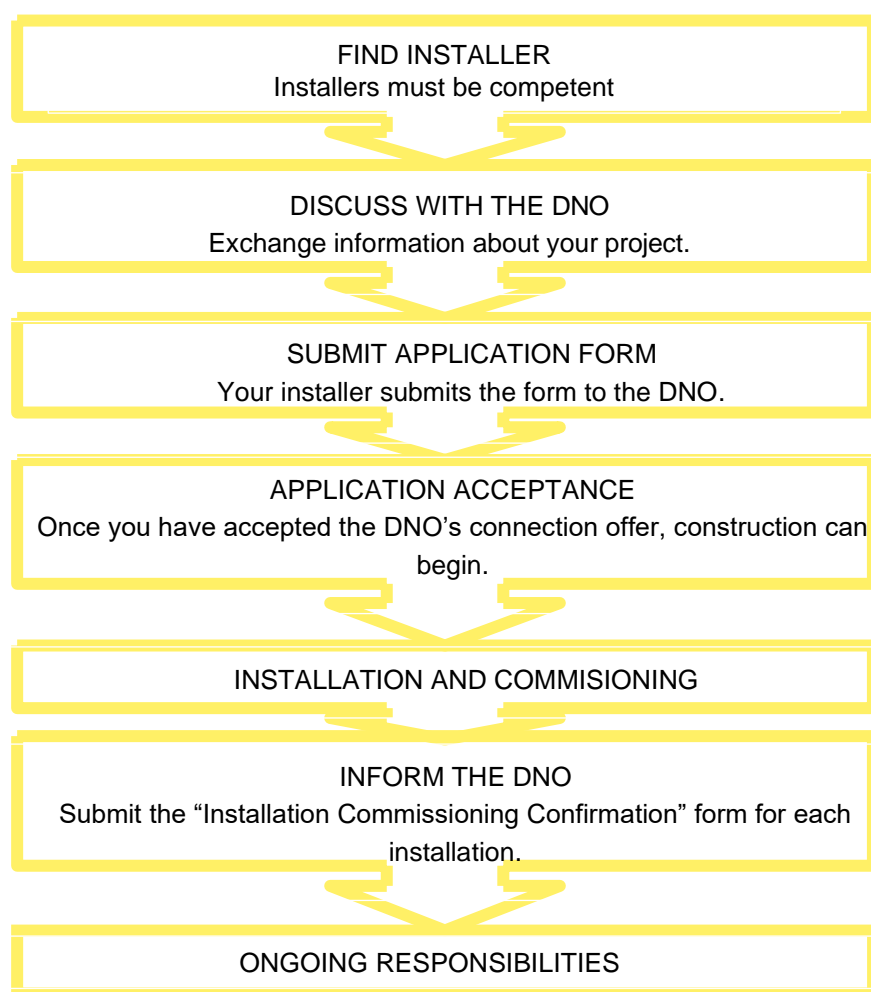 FIND INSTALLER
Installers must be competent
DISCUSS WITH THE DNO
Exchange information about your project.
SUBMIT APPLICATION FORM
Your installer submits the form to the DNO.
APPLICATION ACCEPTANCE
Once you have accepted the DNO’s connection offer, construction can
begin.
INSTALLATION AND COMMISIONING
INFORM THE DNO
Submit the “Installation Commissioning Confirmation” form for each
installation.
ONGOING RESPONSIBILITIES